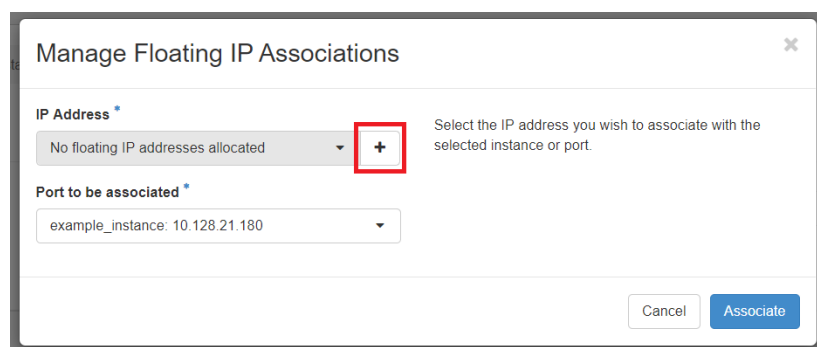 Manage Floating IP Associations
×
IP Address *
No floating IP addresses allocated
+
Select the IP address you wish to associate with the
selected instance or port.
Port to be associated *
example_instance: 10.128.21.180
Cancel
Associate